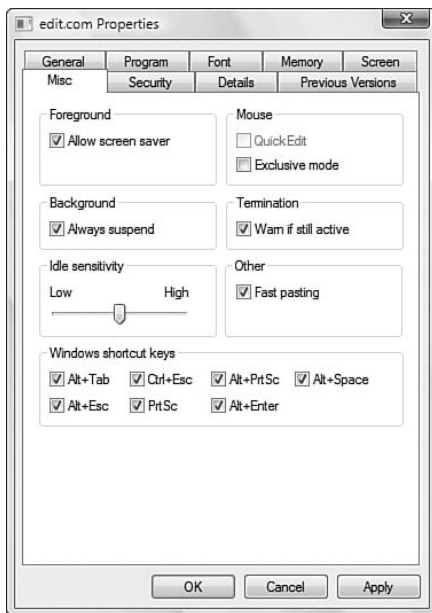 edit.com Properties
General Program Font Memory Screen
Misc Security Details Previous Versions
Foreground
Allow screen saver
Mouse
QuickEdit
Exclusive mode
Background
Always suspend
Termination
Warn if still active
Idle sensitivity
Low High
Other
Fast pasting
Windows shortcut keys
Alt+Tab Ctrl+Esc Alt+PrtSc Alt+Space
Alt+Esc PrtSc Alt+Enter
OK Cancel Apply